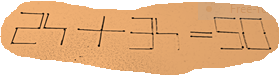 24 + 34 = 50